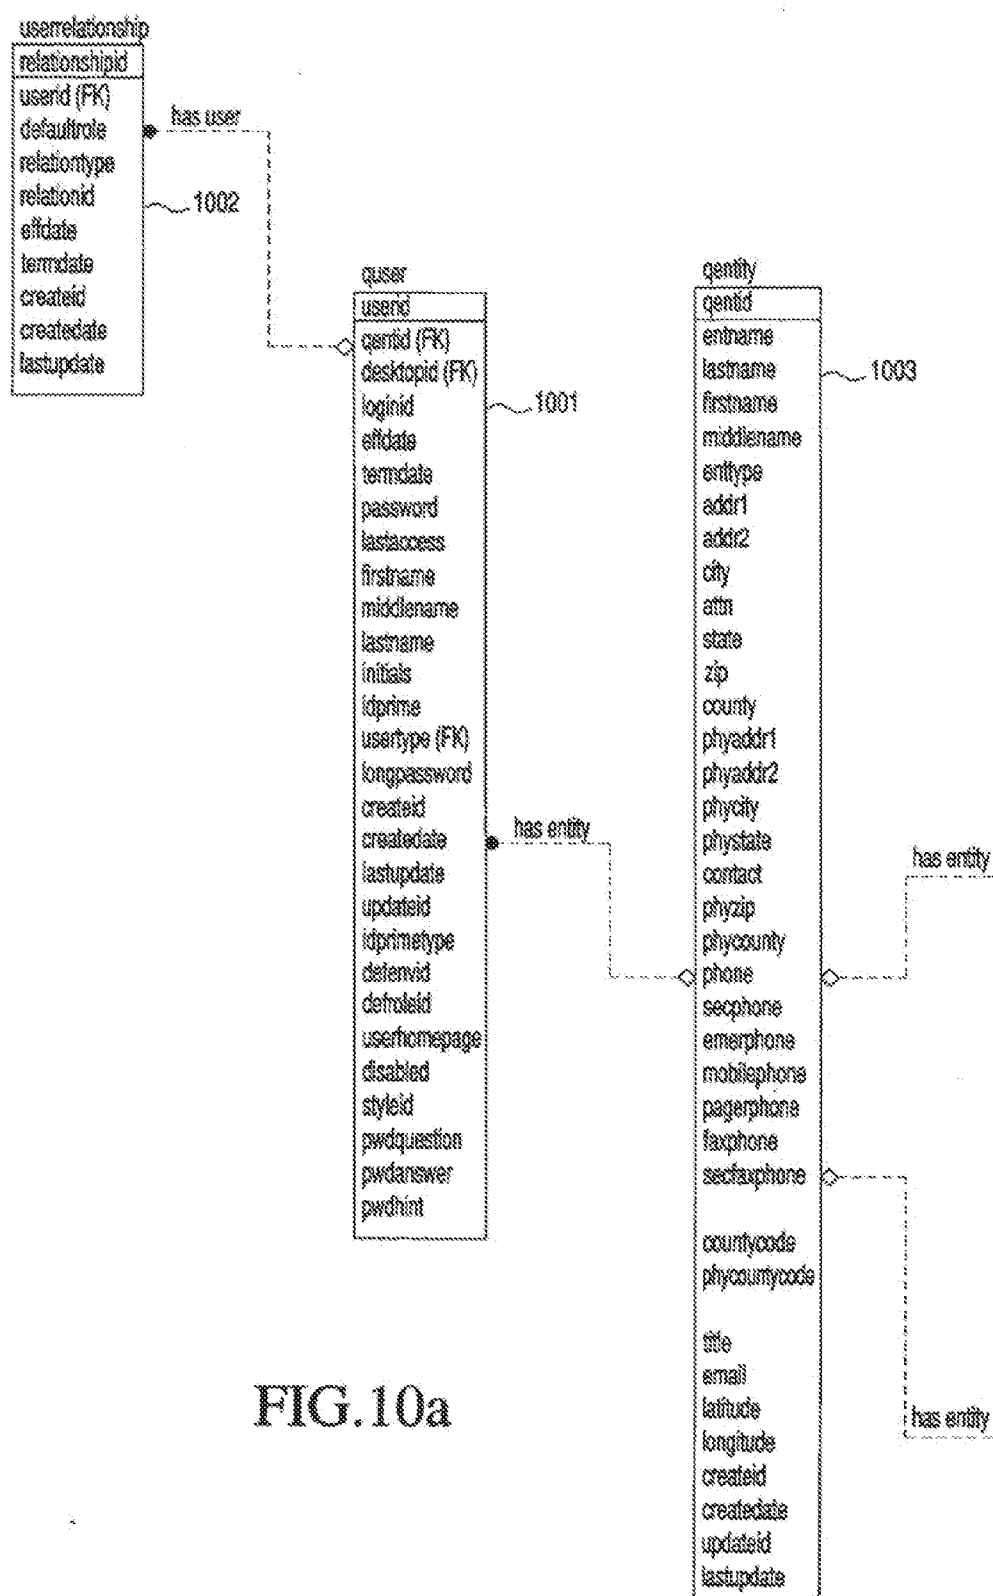 userrelationship
relationshipid
userid (FK)
defaultrole
relationtype
relationid
effdate
termdate
createid
createdate
lastupdate
has user
1002
quser
userid
qentid (FK)
desktopid (FK)
loginid
effdate
termdate
password
lastaccess
firstname
middlename
lastname
initials
idprime
usertype (FK)
longpassword
createid
createdate
lastupdate
updateid
idprimetype
defenvid
defroleid
userhomepage
disabled
styleid
pwdquestion
pwdanswer
pwdhint
1001
has entity
qentity
qentid
entname
lastname
firstname
middlename
enttype
addr1
addr2
city
attn
state
zip
county
phyaddr1
phyaddr2
phycity
phystate
contact
phyzip
phycounty
phone
secphone
emerphone
mobilephone
pagerphone
faxphone
secfaxphone
countycode
phycountycode
title
email
latitude
longitude
createid
createdate
updateid
lastupdate
1003
has entity
has entity
FIG.10a